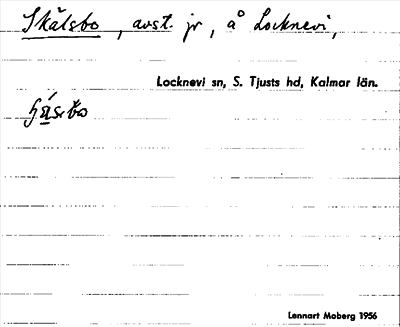 Skälsbo, avst jr, å Locknevi,
Locknevi sn, S. Tjusts hd, Kalmar län.
Lennart Moberg 1956